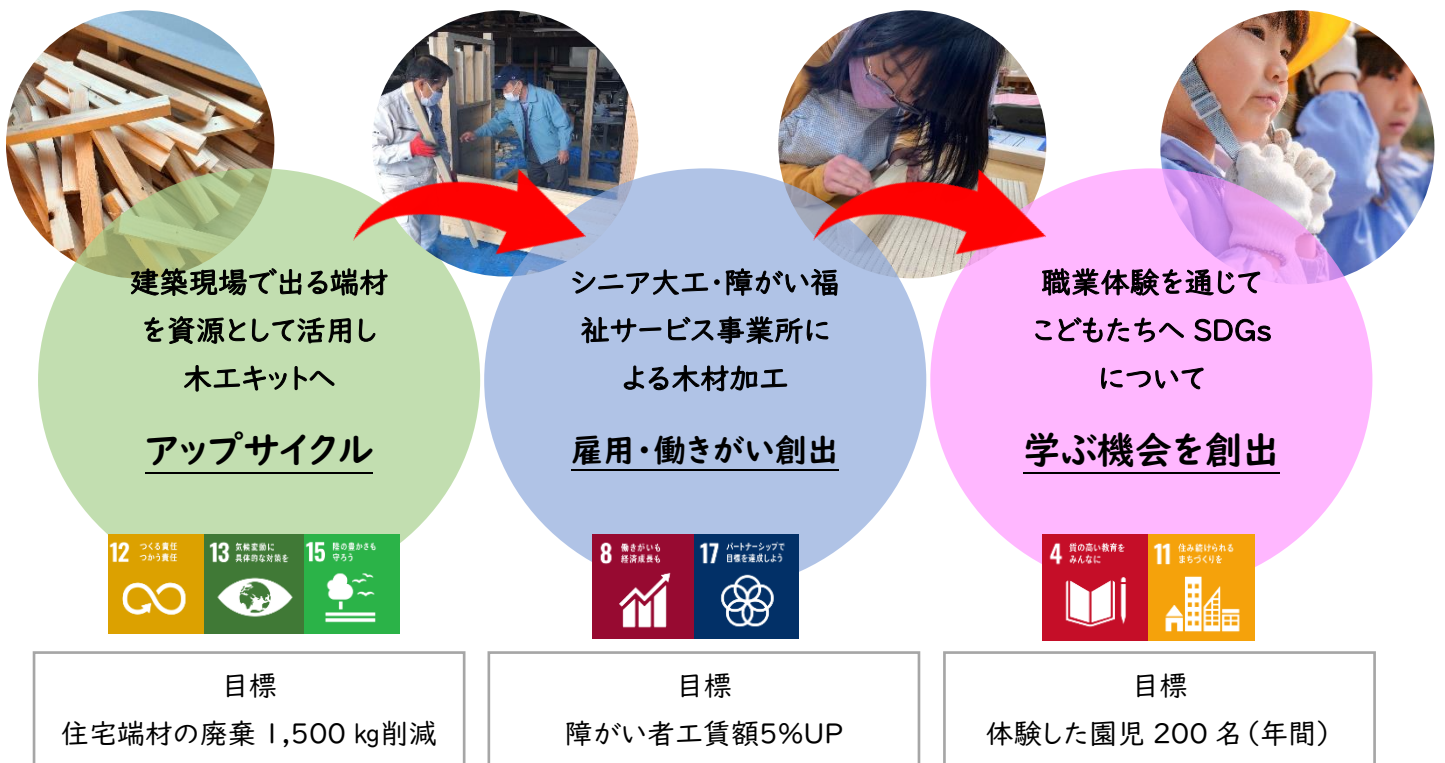 建築現場で出る端材
を資源として活用し
木工キットへ
アップサイクル
シニア大工・障がい福
祉サービス事業所に
よる木材加工
雇用・働きがい創出
職業体験を通じて
こどもたちへ SDGs
について
学ぶ機会を創出
12 つくる責任
つかう責任
13 気候変動に
具体的な対策を
15 陸の豊かさも
守ろう
8 働きがいも
経済成長も
17 パートナーシップで
目標を達成しよう
4 質の高い教育を
みんなに
11 住み続けられる
まちづくりを
目標
住宅端材の廃棄 1,500 kg削減
目標
障がい者工賃額5%UP
目標
体験した園児 200 名（年間）